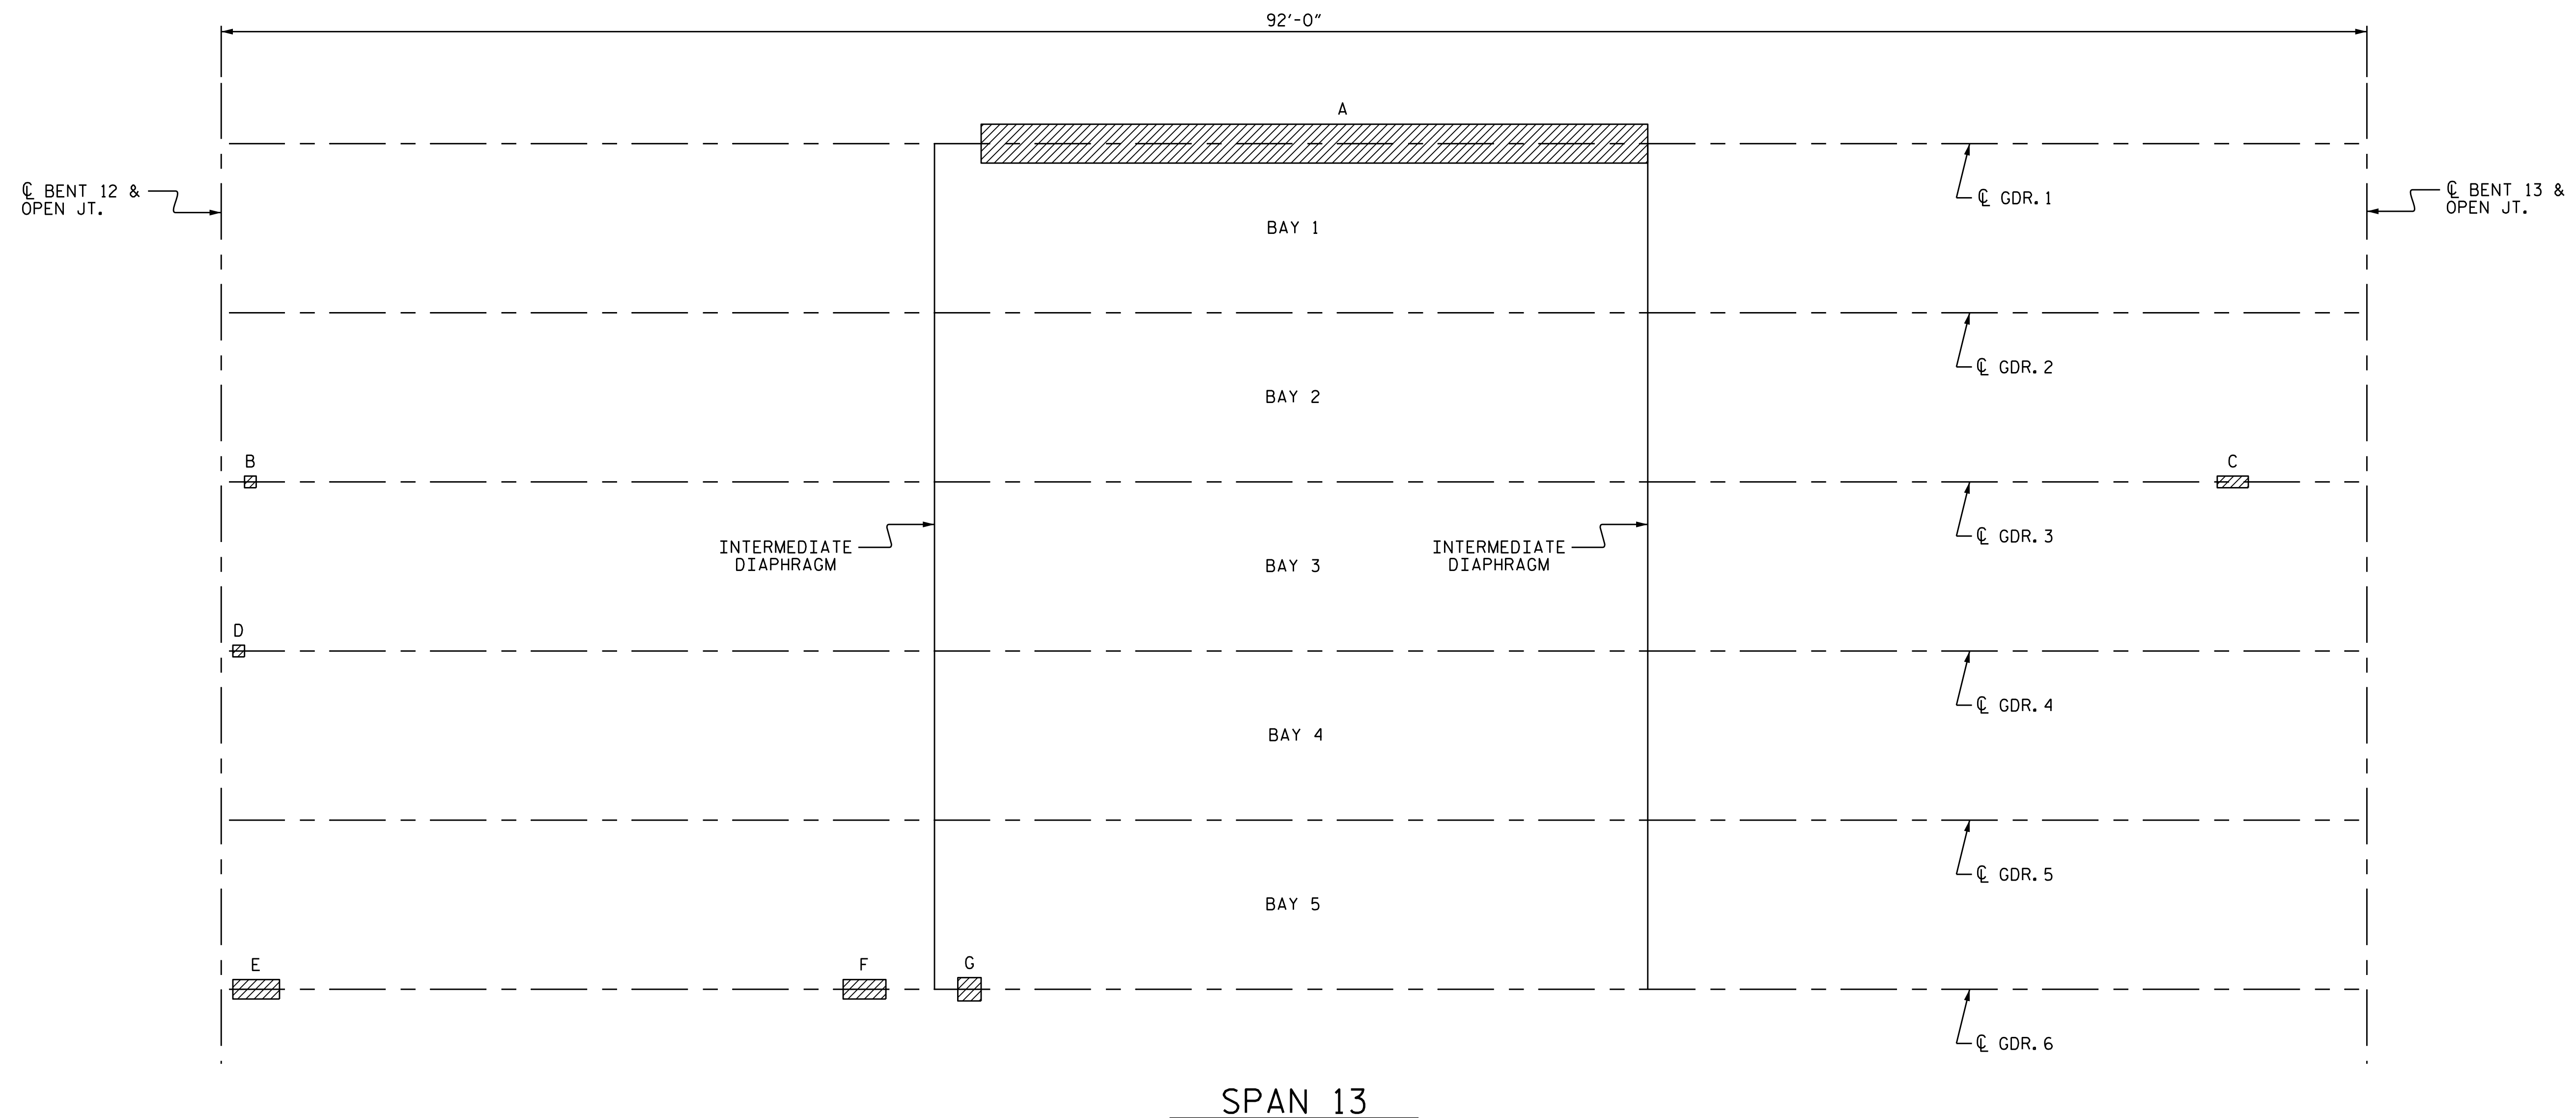 92'-0"
A
℄ BENT 12 &
OPEN JT.
℄ BENT 13 &
OPEN JT.
℄ GDR. 1
BAY 1
℄ GDR. 2
BAY 2
B
C
INTERMEDIATE
DIAPHRAGM
INTERMEDIATE
DIAPHRAGM
℄ GDR. 3
BAY 3
D
℄ GDR. 4
BAY 4
℄ GDR. 5
BAY 5
E
F
G
℄ GDR. 6
SPAN 13